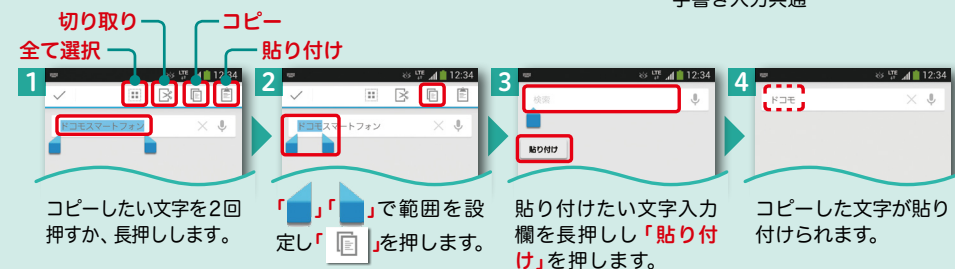 手書き入力共通
切り取り
コピー
全て選択
貼り付け
1
LTE 12:34
ドコモスマートフォン
コピーしたい文字を2回
押すか、長押しします。
2
LTE 12:34
ドコモスマートフォン
「 」「 」で範囲を設
定し「 」を押します。
3
LTE 12:34
検索
貼り付け
貼り付けたい文字入力
欄を長押しし「貼り付
け」を押します。
4
LTE 12:34
ドコモ
コピーした文字が貼り
付けられます。